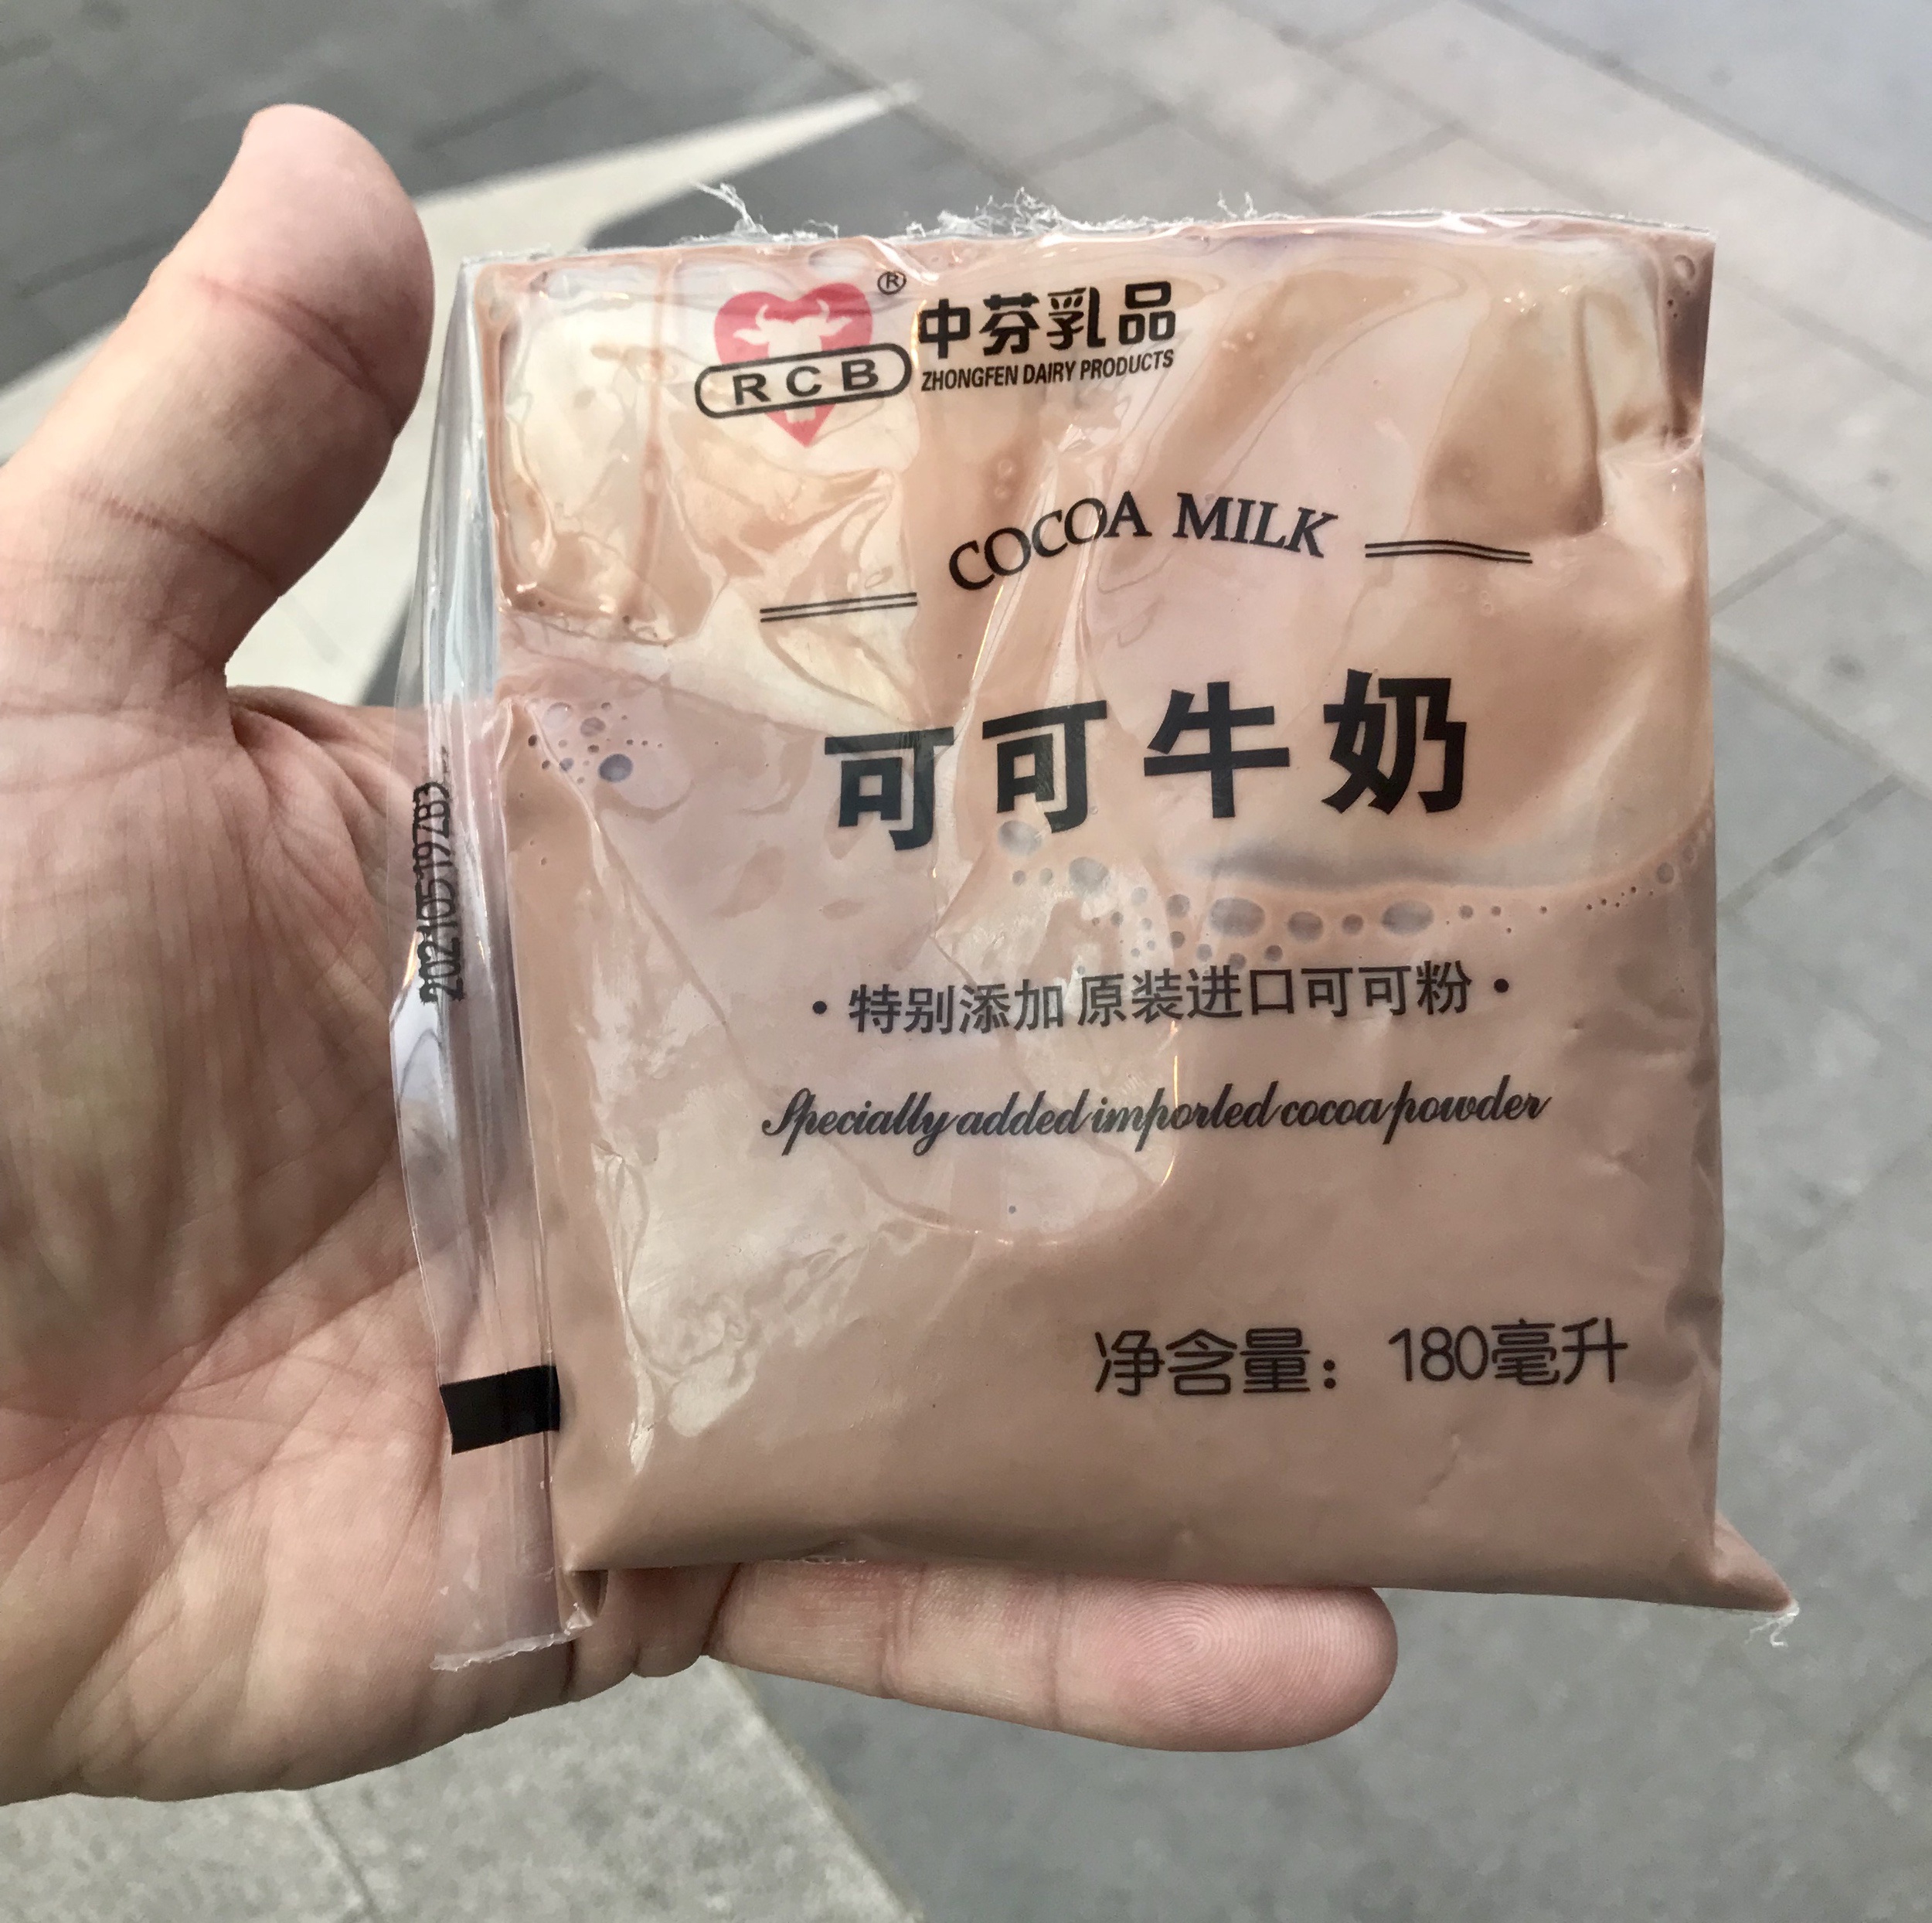 ®
RCB
中芬乳品
ZHONGFEN DAIRY PRODUCTS
COCOA MILK
可可牛奶
·特别添加原装进口可可粉·
Specially added imported cocoa powder
净含量：180毫升